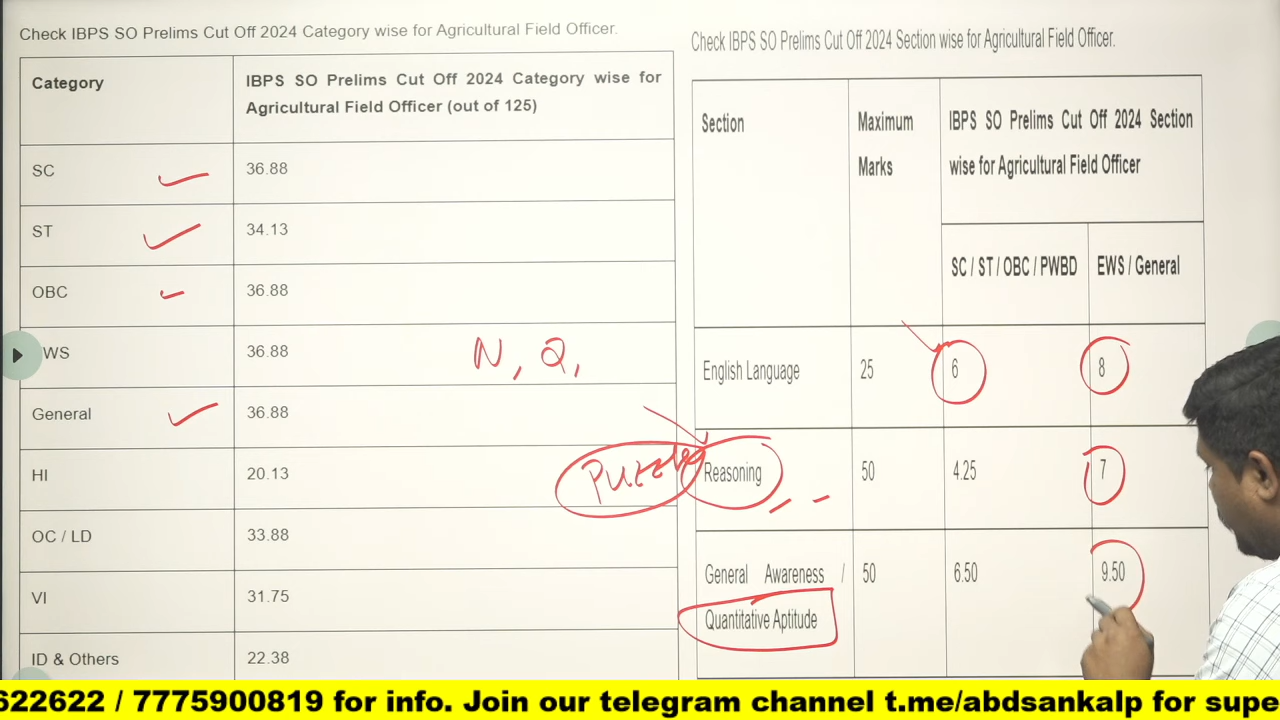 Check IBPS SO Prelims Cut Off 2024 Category wise for Agricultural Field Officer.
Category
IBPS SO Prelims Cut Off 2024 Category wise for
Agricultural Field Officer (out of 125)
SC 36.88
ST 34.13
OBC 36.88
WS 36.88
N, Q,
General 36.88
HI 20.13
OC / LD 33.88
VI 31.75
ID & Others 22.38
Check IBPS SO Prelims Cut Off 2024 Section wise for Agricultural Field Officer.
Section
Maximum
Marks
IBPS SO Prelims Cut Off 2024 Section
wise for Agricultural Field Officer
SC / ST / OBC / PWBD EWS / General
English Language 25 6 8
Reasoning 50 4.25 7
General Awareness / 50 6.50 9.50
Quantitative Aptitude
622622 / 7775900819 for info. Join our telegram channel t.me/abdsankalp for supe